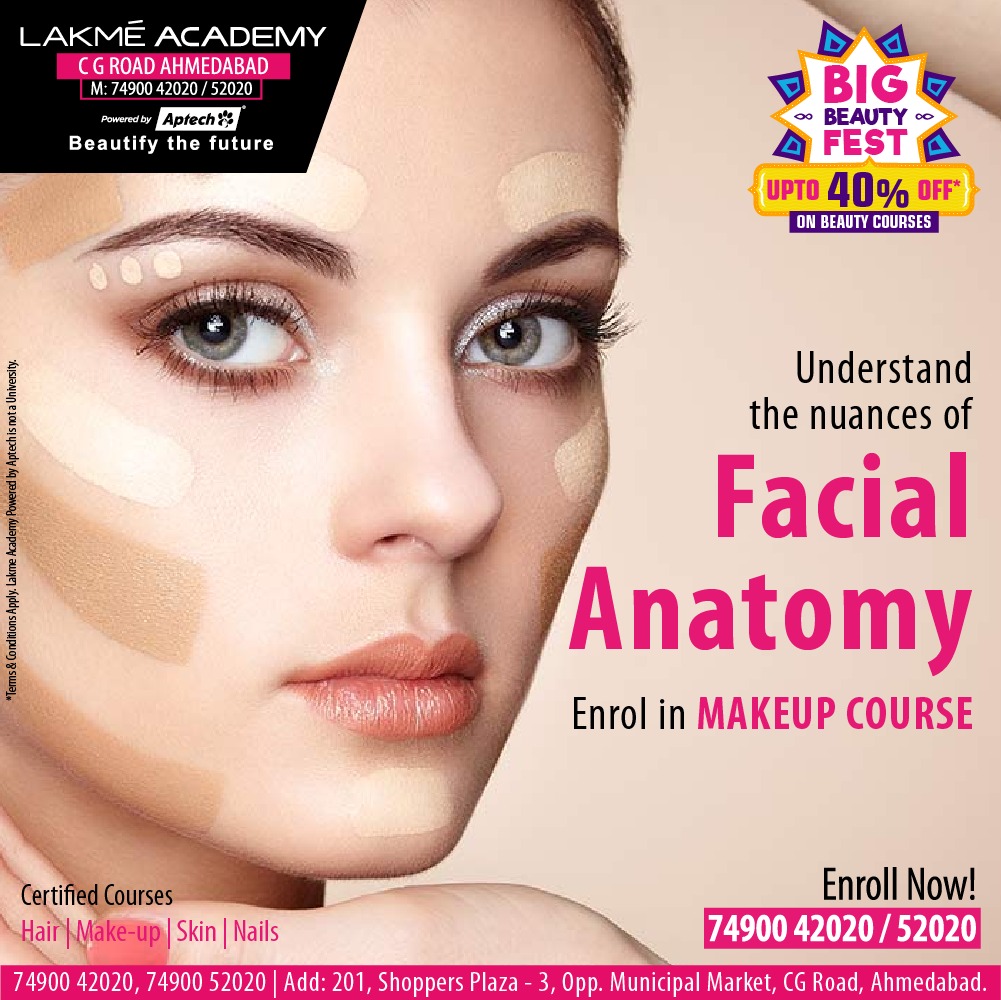 LAKMÉ ACADEMY
C G ROAD AHMEDABAD
M: 74900 42020 / 52020
Powered by Aptech
Beautify the future
BIG
BEAUTY
FEST
UPTO 40% OFF*
ON BEAUTY COURSES
Understand
the nuances of
Facial
Anatomy
Enrol in MAKEUP COURSE
*Terms & Conditions Apply. Lakme Academy Powered by Aptech is not a University.
Certified Courses
Hair | Make-up | Skin | Nails
Enroll Now!
74900 42020 / 52020
74900 42020, 74900 52020 | Add: 201, Shoppers Plaza - 3, Opp. Municipal Market, CG Road, Ahmedabad.